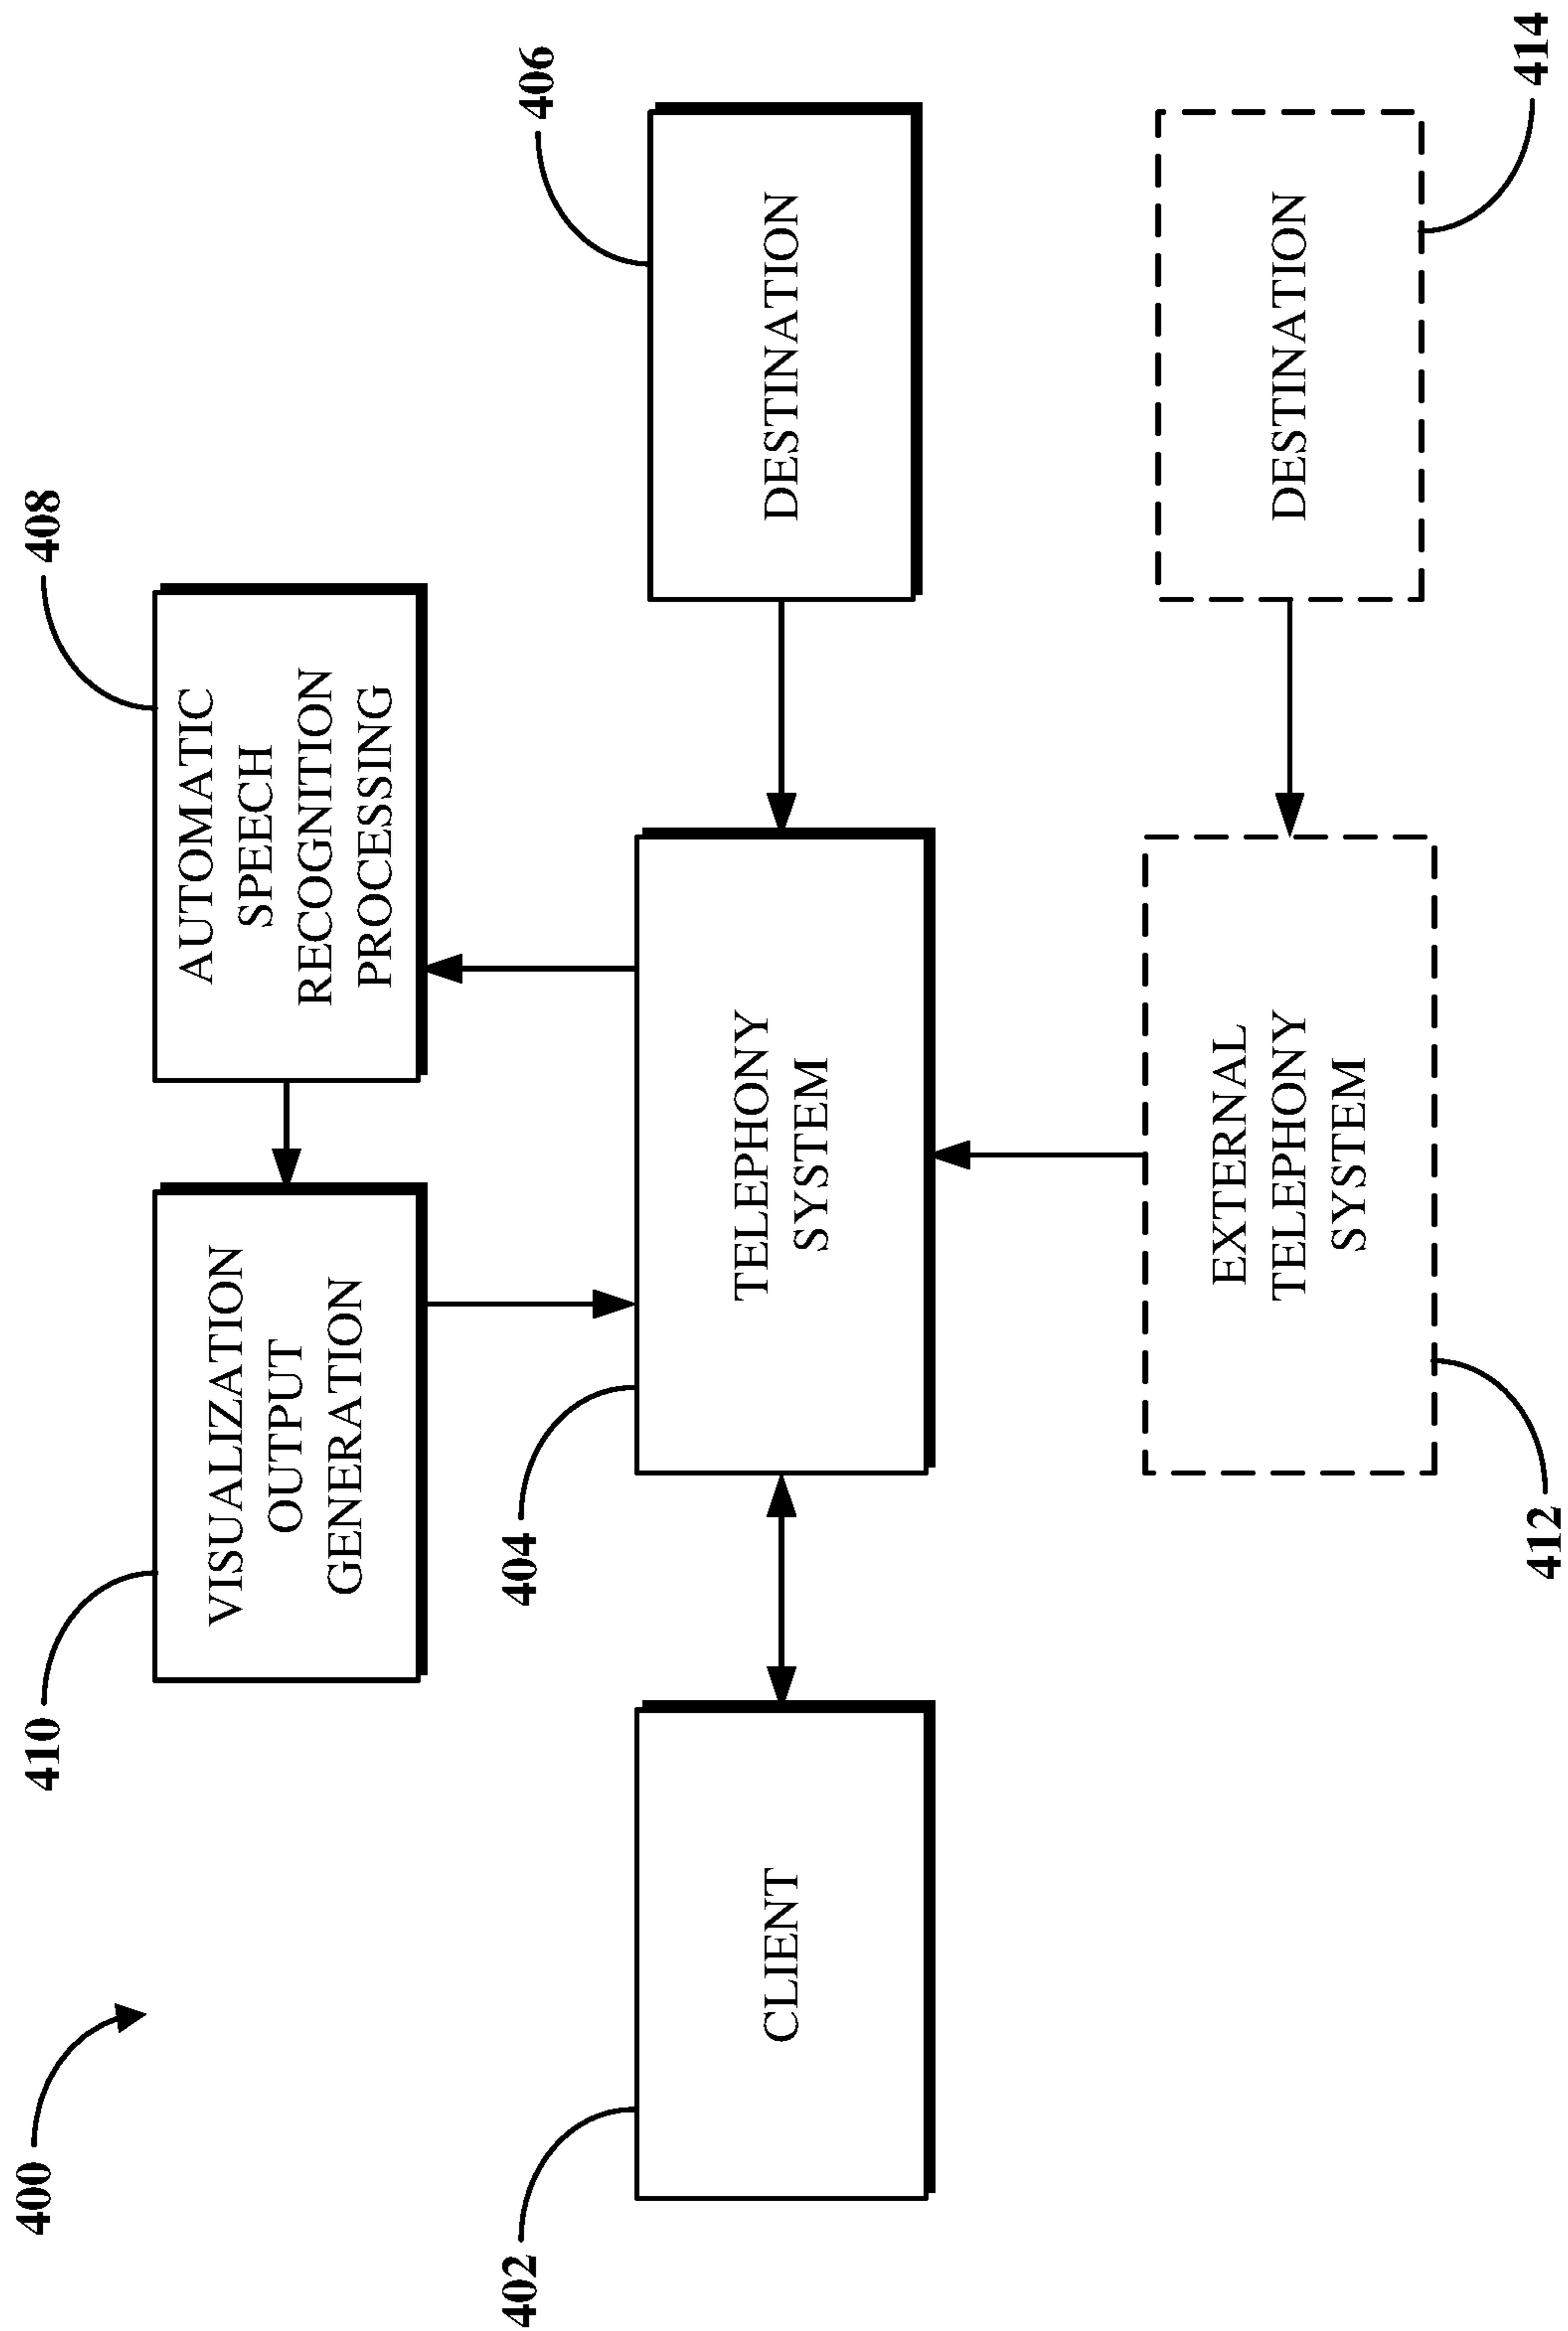 400
410
408
VISUALIZATION
OUTPUT
GENERATION
AUTOMATIC
SPEECH
RECOGNITION
PROCESSING
402
404
406
CLIENT
TELEPHONY
SYSTEM
DESTINATION
EXTERNAL
TELEPHONY
SYSTEM
DESTINATION
412
414